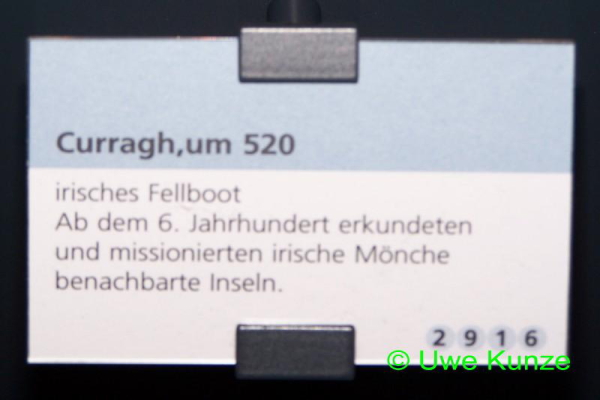 Curragh,um 520
irisches Fellboot
Ab dem 6. Jahrhundert erkundeten
und missionierten irische Mönche
benachbarte Inseln.
2 9 1 6
© Uwe Kunze